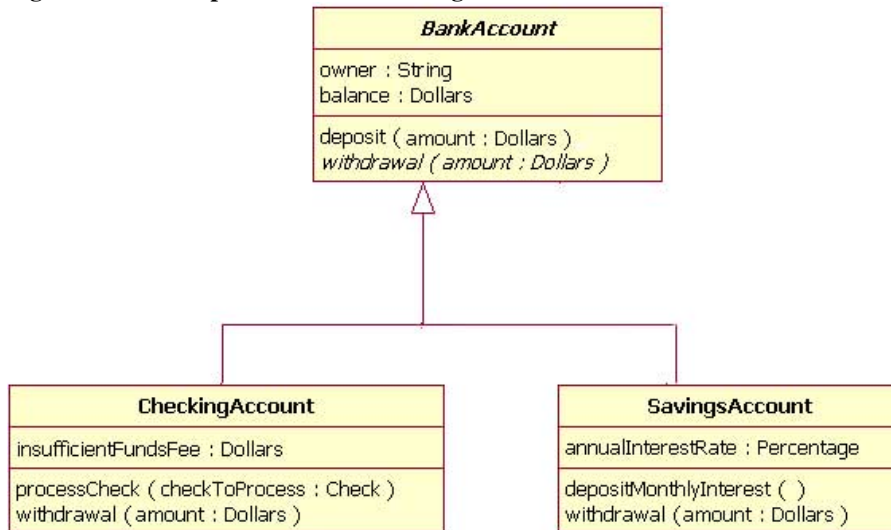 BankAccount
owner : String
balance : Dollars
deposit ( amount : Dollars )
withdrawal ( amount : Dollars )
CheckingAccount
insufficientFundsFee : Dollars
processCheck ( checkToProcess : Check )
withdrawal ( amount : Dollars )
SavingsAccount
annualInterestRate : Percentage
depositMonthlyInterest ( )
withdrawal ( amount : Dollars )